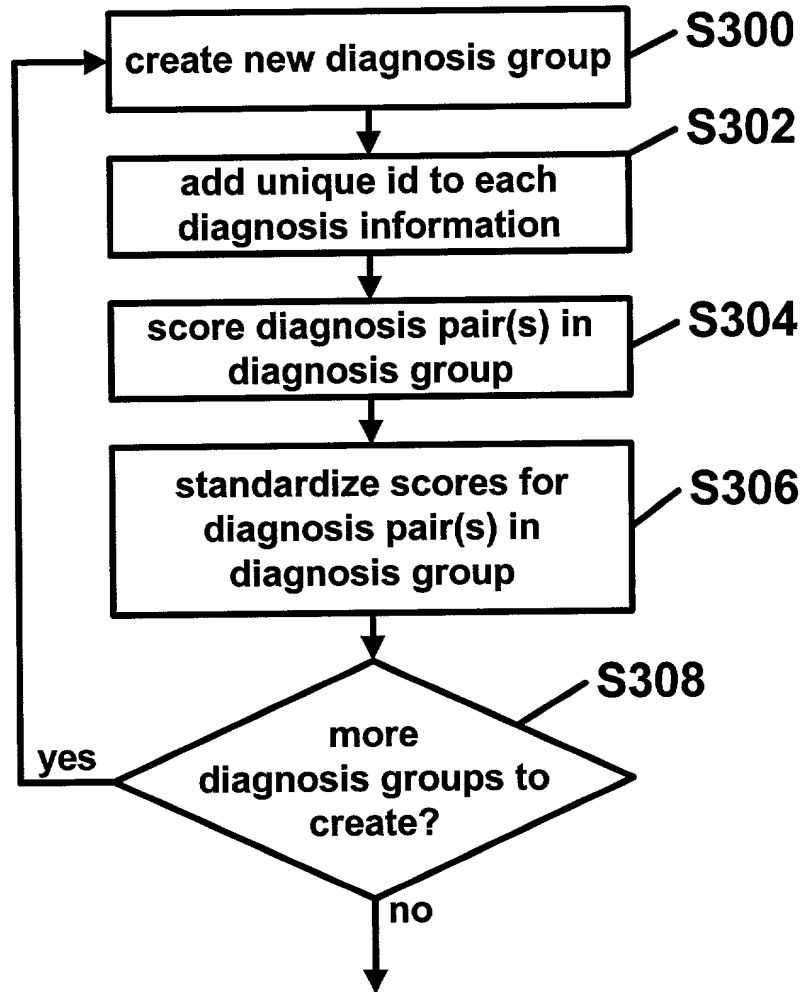 create new diagnosis group
S300
S302
add unique id to each
diagnosis information
S304
score diagnosis pair(s) in
diagnosis group
S306
standardize scores for
diagnosis pair(s) in
diagnosis group
S308
more
diagnosis groups to
create?
yes
no